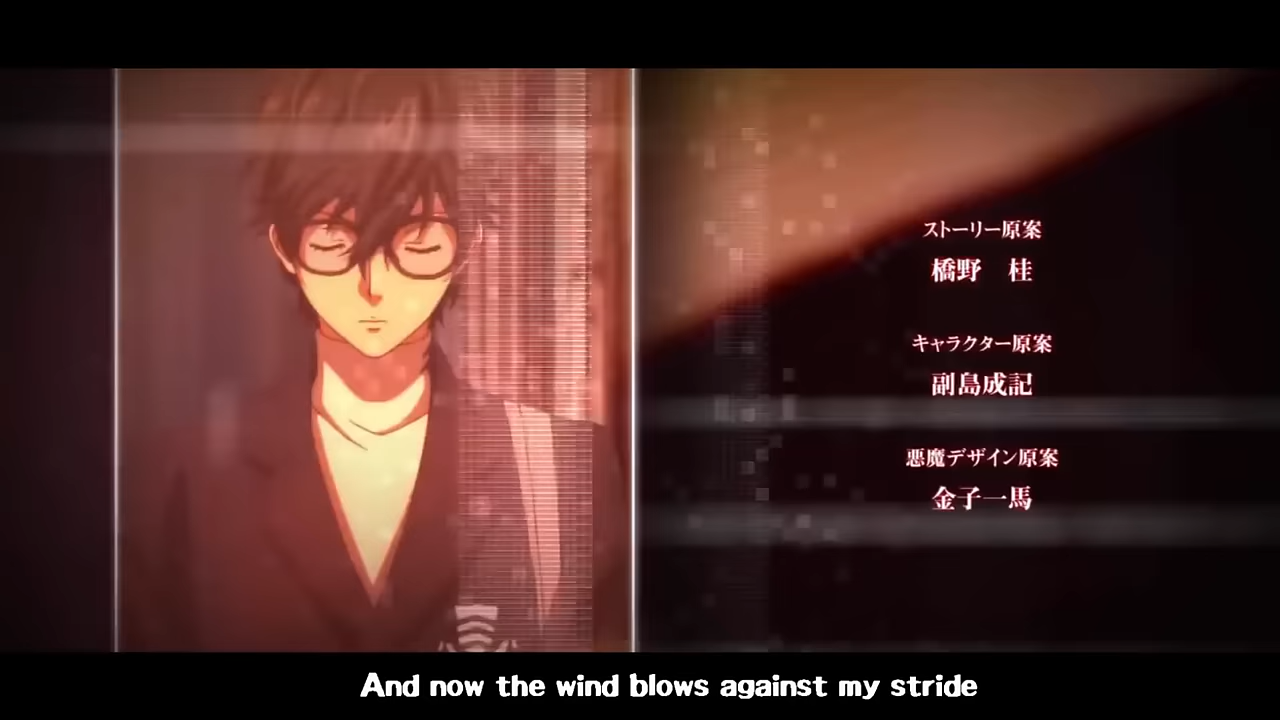 ストーリー原案
橋野 桂
キャラクター原案
副島成記
悪魔デザイン原案
金子一馬
And now the wind blows against my stride